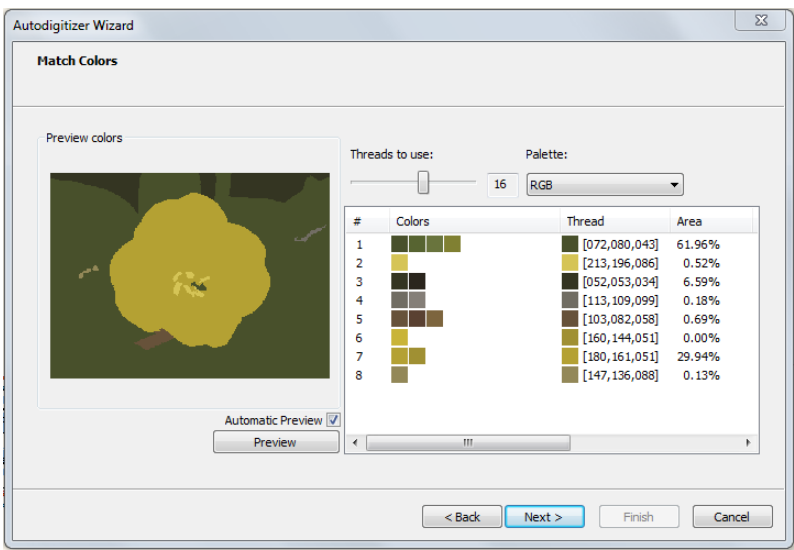 Autodigitizer Wizard
Match Colors
Preview colors
Threads to use:
Palette:
16
RGB
# Colors Thread Area
1 [072,080,043] 61.96%
2 [213,196,086] 0.52%
3 [052,053,034] 6.59%
4 [113,109,099] 0.18%
5 [103,082,058] 0.69%
6 [160,144,051] 0.00%
7 [180,161,051] 29.94%
8 [147,136,088] 0.13%
Automatic Preview
Preview
< Back Next > Finish Cancel